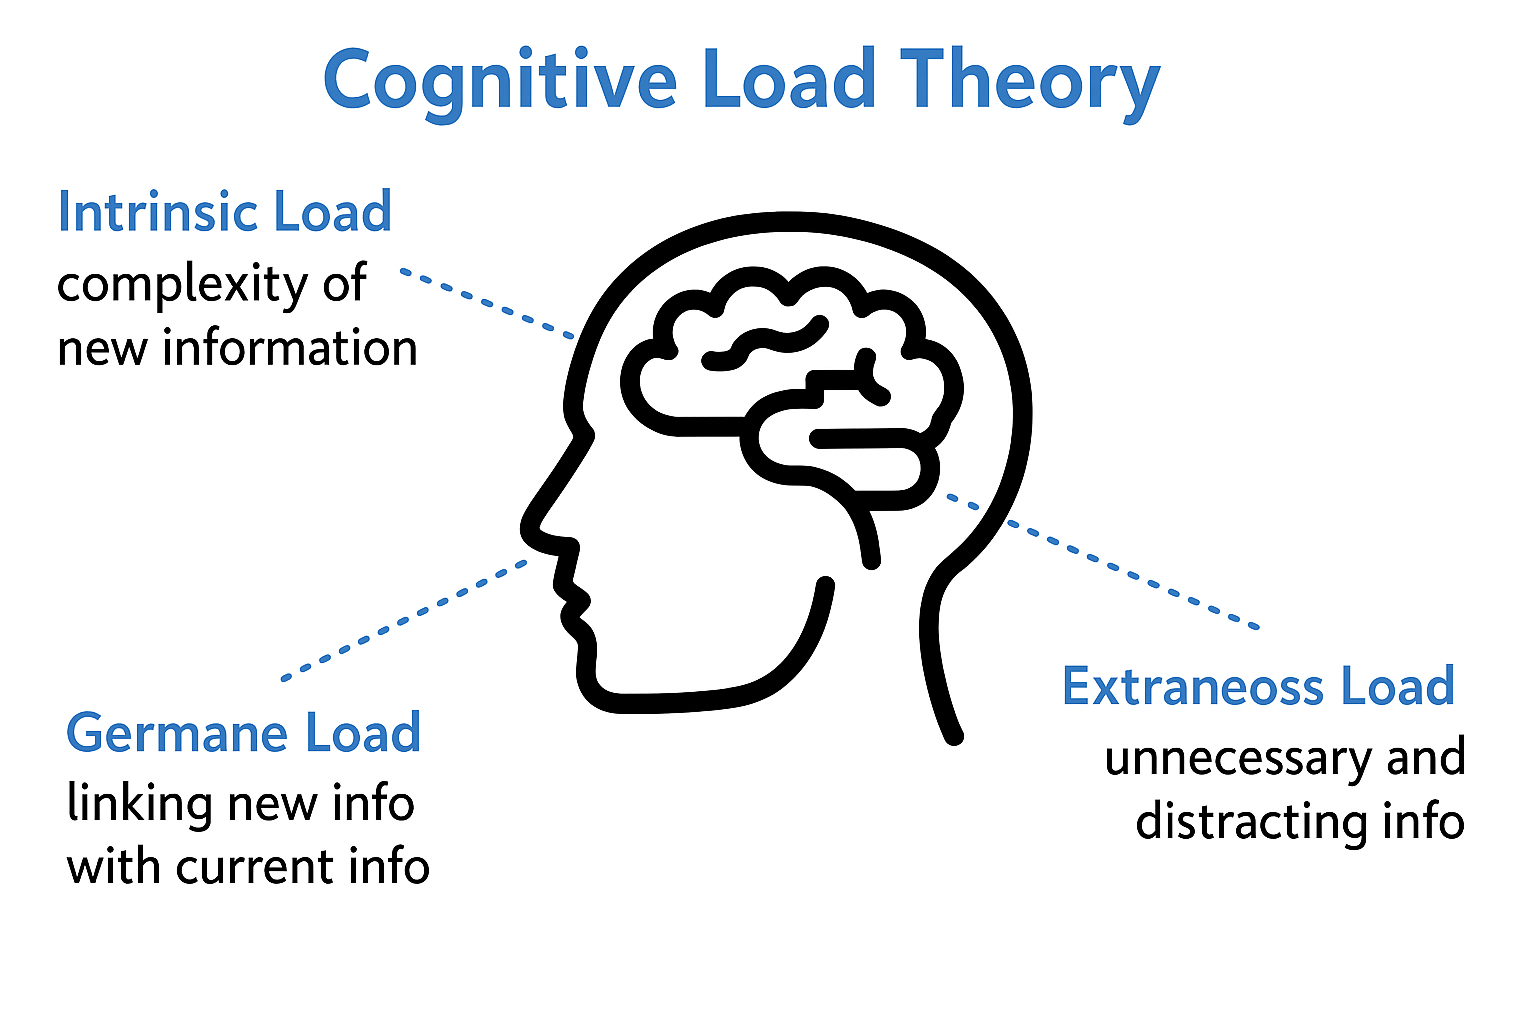 Cognitive Load Theory
Intrinsic Load
complexity of
new information
Germane Load
linking new info
with current info
Extraneoss Load
unnecessary and
distracting info